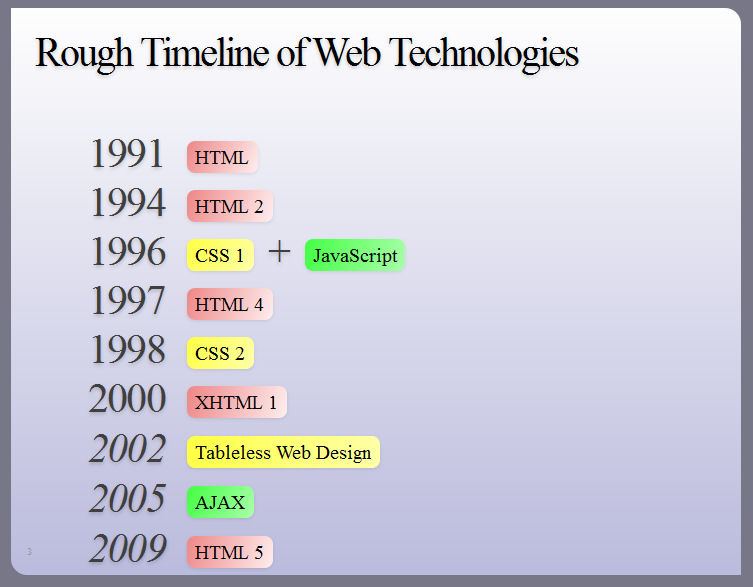 Rough Timeline of Web Technologies
1991 HTML
1994 HTML 2
1996 CSS 1 + JavaScript
1997 HTML 4
1998 CSS 2
2000 XHTML 1
2002 Tableless Web Design
2005 AJAX
2009 HTML 5
3